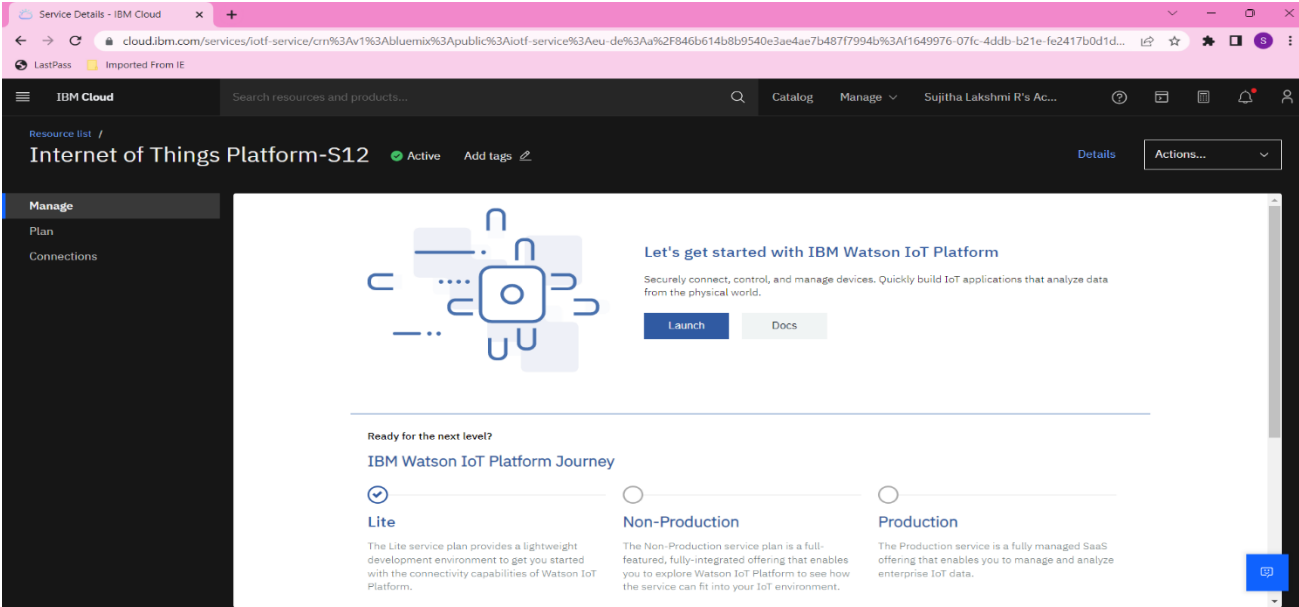 Service Details - IBM Cloud
cloud.ibm.com/services/iotf-service/crn%3Av1%3Abluemix%3Apublic%3Aiotf-service%3Aeu-de%3Aa%2F846b614b8b9540e3ae4ae7b487f7994b%3Af1649976-07fc-4ddb-b21e-fe2417b0d1d...
S
LastPass Imported From IE
IBM Cloud Search resources and products... Catalog Manage Sujitha Lakshmi R's Ac...
Resource list /
Internet of Things Platform-S12 Active Add tags Details Actions...
Manage
Plan
Connections
Let's get started with IBM Watson IoT Platform
Securely connect, control, and manage devices. Quickly build IoT applications that analyze data
from the physical world.
Launch Docs
Ready for the next level?
IBM Watson IoT Platform Journey
Lite
The Lite service plan provides a lightweight
development environment to get you started
with the connectivity capabilities of Watson IoT
Platform.
Non-Production
The Non-Production service plan is a full-
featured, fully-integrated offering that enables
you to explore Watson IoT Platform to see how
the service can fit into your IoT environment.
Production
The Production service is a fully managed SaaS
offering that enables you to manage and analyze
enterprise IoT data.